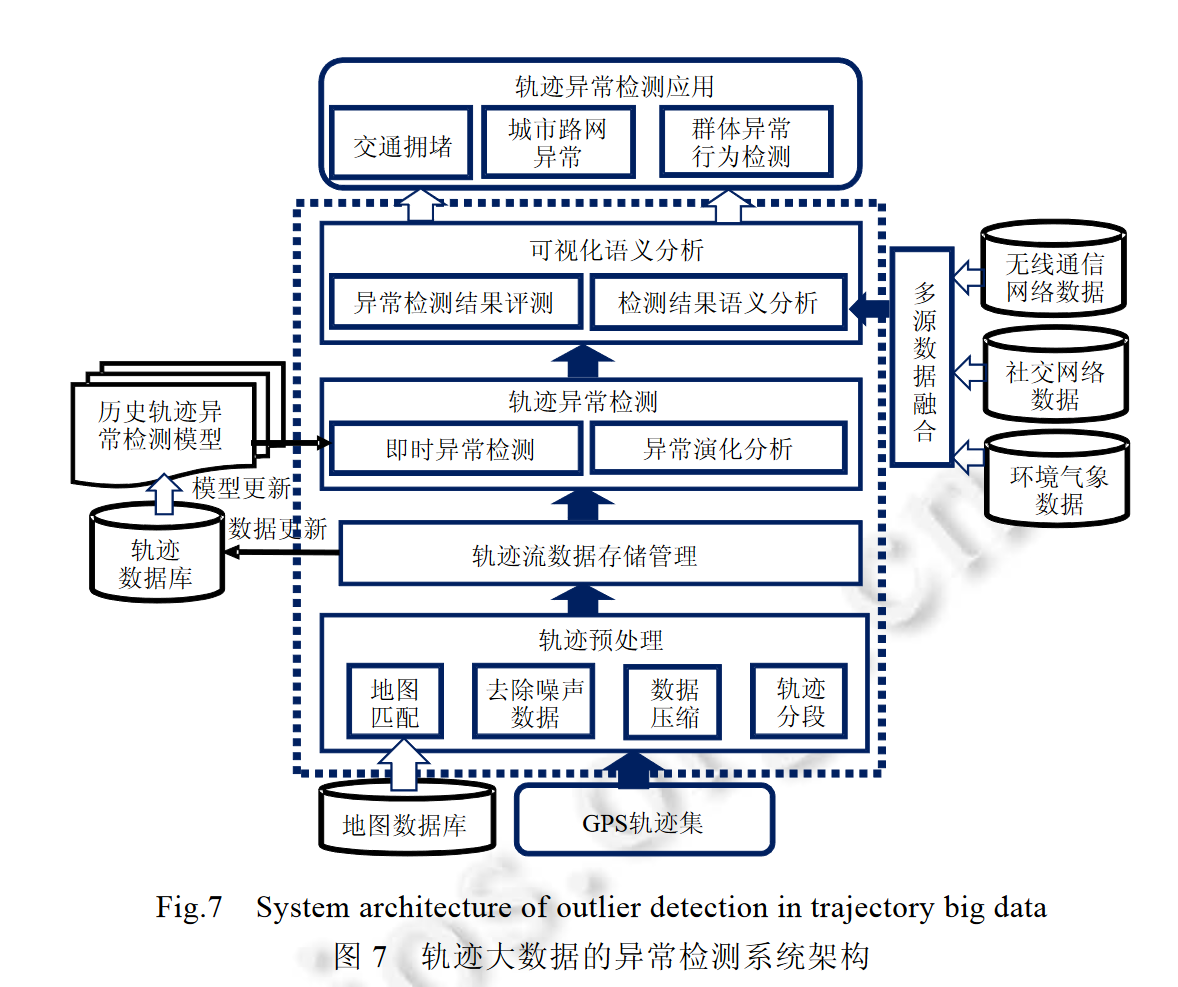 轨迹异常检测应用
交通拥堵
城市路网
异常
群体异常
行为检测
可视化语义分析
异常检测结果评测
检测结果语义分析
多
源
数
据
融
合
无线通信
网络数据
社交网络
数据
环境气象
数据
轨迹异常检测
即时异常检测
异常演化分析
历史轨迹异
常检测模型
模型更新
数据更新
轨迹
数据库
轨迹流数据存储管理
轨迹预处理
地图
匹配
去除噪声
数据
数据
压缩
轨迹
分段
地图数据库
GPS轨迹集
Fig.7 System architecture of outlier detection in trajectory big data
图 7 轨迹大数据的异常检测系统架构